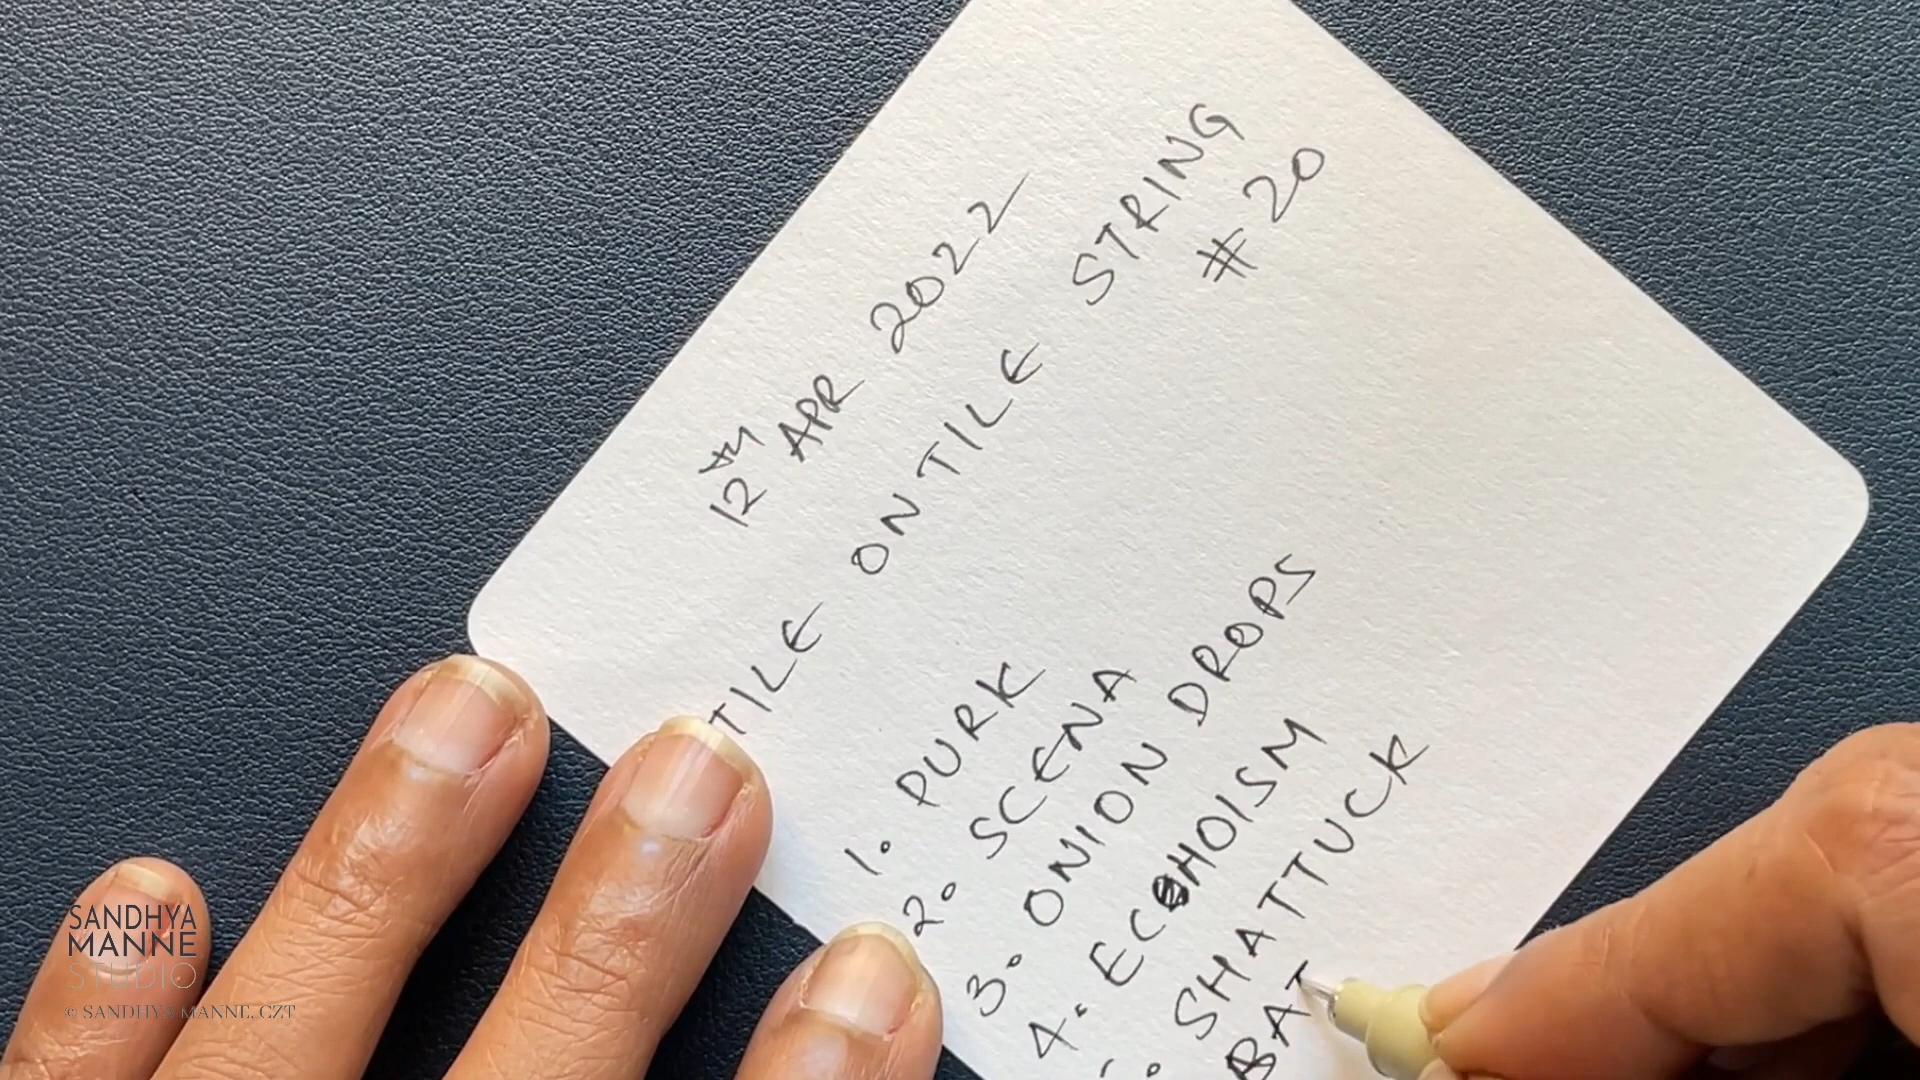 12TH APR 2022
TILE ON TILE STRING
#20
1. PURK
2. SCENA
3. ONION DROPS
4. ECHOISM
SHATTUCK
BAT
SANDHYA
MANNE
STUDIO
© SANDHYA MANNE, CZT